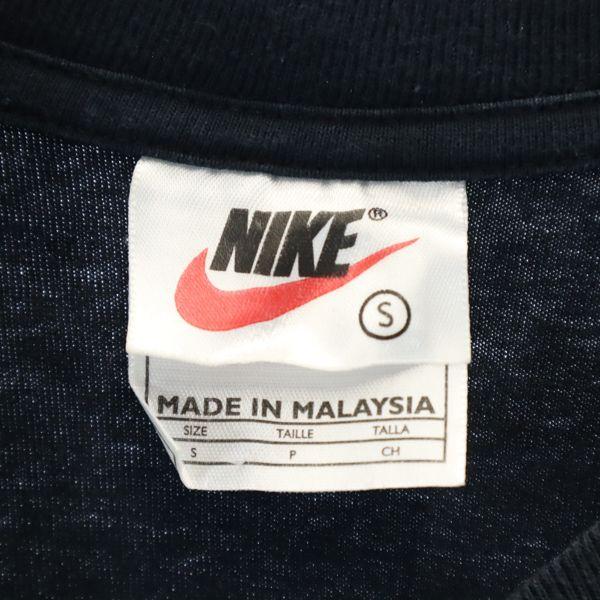 NIKE®
S
MADE IN MALAYSIA
SIZE TAILLE TALLA
S P CH